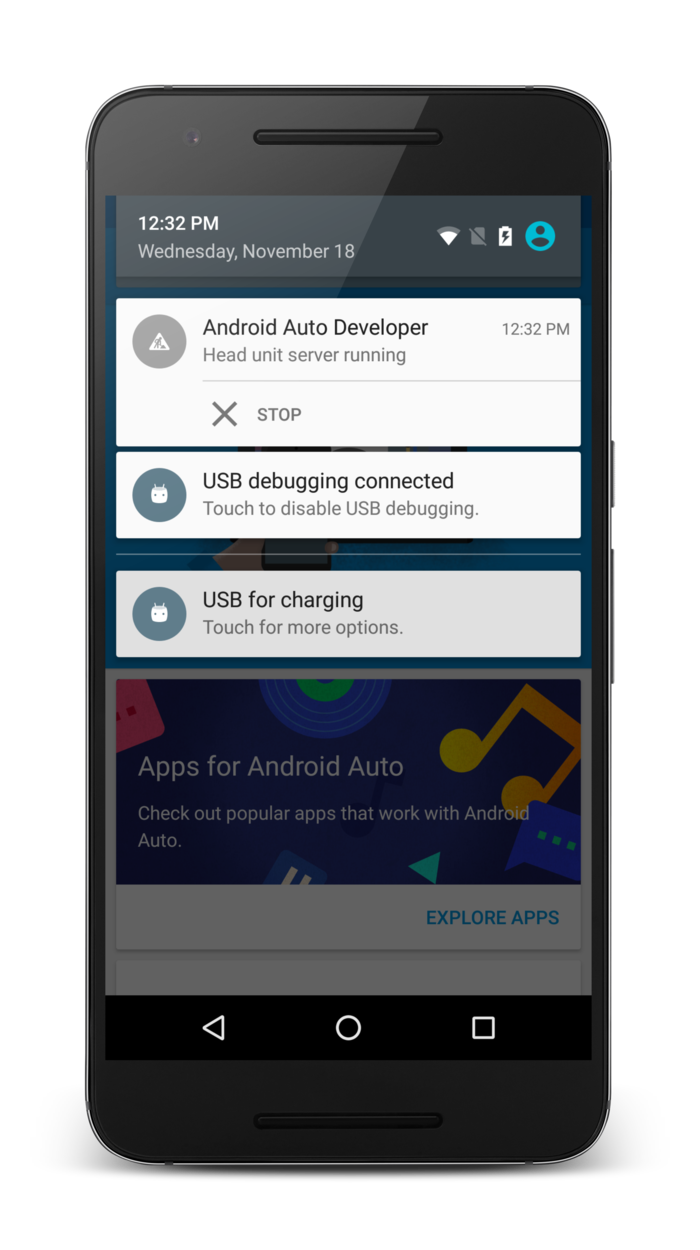 12:32 PM
Wednesday, November 18
Android Auto Developer
12:32 PM
Head unit server running
STOP
USB debugging connected
Touch to disable USB debugging.
USB for charging
Touch for more options.
Apps for Android Auto
Check out popular apps that work with Android
Auto.
EXPLORE APPS